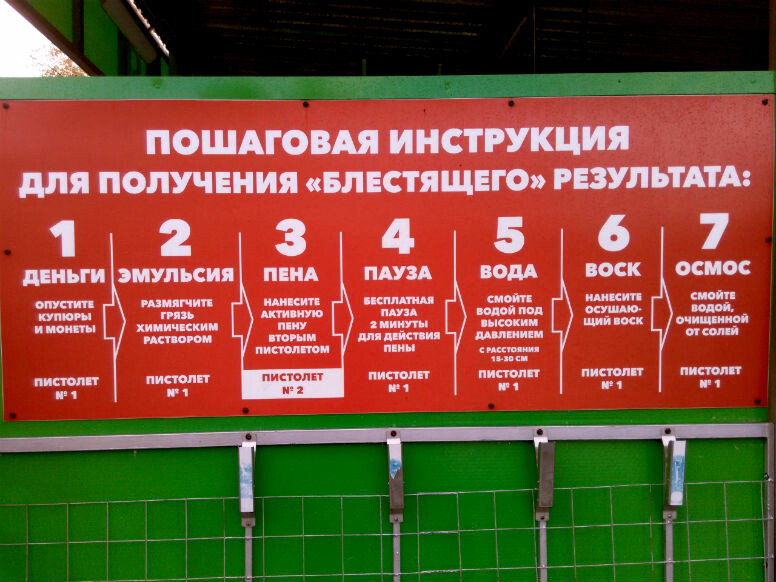 ПОШАГОВАЯ ИНСТРУКЦИЯ
ДЛЯ ПОЛУЧЕНИЯ «БЛЕСТЯЩЕГО» РЕЗУЛЬТАТА:
1
ДЕНЬГИ
ОПУСТИТЕ
КУПЮРЫ
И МОНЕТЫ
ПИСТОЛЕТ
№ 1
2
ЭМУЛЬСИЯ
РАЗМЯГЧИТЕ
ГРЯЗЬ
ХИМИЧЕСКИМ
РАСТВОРОМ
ПИСТОЛЕТ
№ 1
3
ПЕНА
НАНЕСИТЕ
АКТИВНУЮ
ПЕНУ
ВТОРЫМ
ПИСТОЛЕТОМ
ПИСТОЛЕТ
№ 2
4
ПАУЗА
БЕСПЛАТНАЯ
ПАУЗА
2 МИНУТЫ
ДЛЯ ДЕЙСТВИЯ
ПЕНЫ
ПИСТОЛЕТ
№ 1
5
ВОДА
СМОЙТЕ
ВОДОЙ ПОД
ВЫСОКИМ
ДАВЛЕНИЕМ
С РАССТОЯНИЯ
15-30 СМ
ПИСТОЛЕТ
№ 1
6
ВОСК
НАНЕСИТЕ
ОСУШАЮ-
ЩИЙ ВОСК
ПИСТОЛЕТ
№ 1
7
ОСМОС
СМОЙТЕ
ВОДОЙ,
ОЧИЩЕННОЙ
ОТ СОЛЕЙ
ПИСТОЛЕТ
№ 1